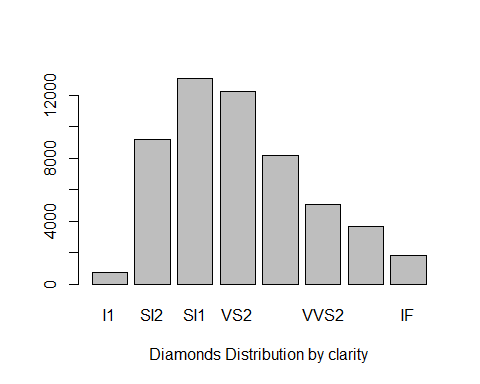 12000
8000
4000
0
I1 SI2 SI1 VS2 VVS2 IF
Diamonds Distribution by clarity